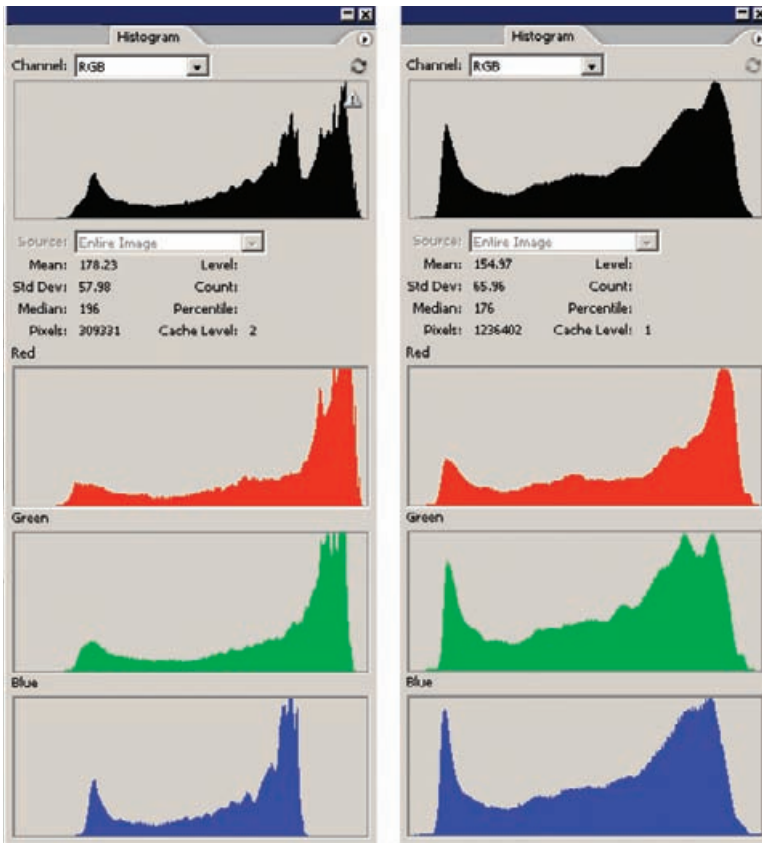 Histogram
Channel: RGB
Source: Entire Image
Mean: 178.23 Level:
Std Dev: 57.98 Count:
Median: 196 Percentile:
Pixels: 309331 Cache Level: 2
Red
Green
Blue
Histogram
Channel: RGB
Source: Entire Image
Mean: 154.97 Level:
Std Dev: 65.96 Count:
Median: 176 Percentile:
Pixels: 1236402 Cache Level: 1
Red
Green
Blue